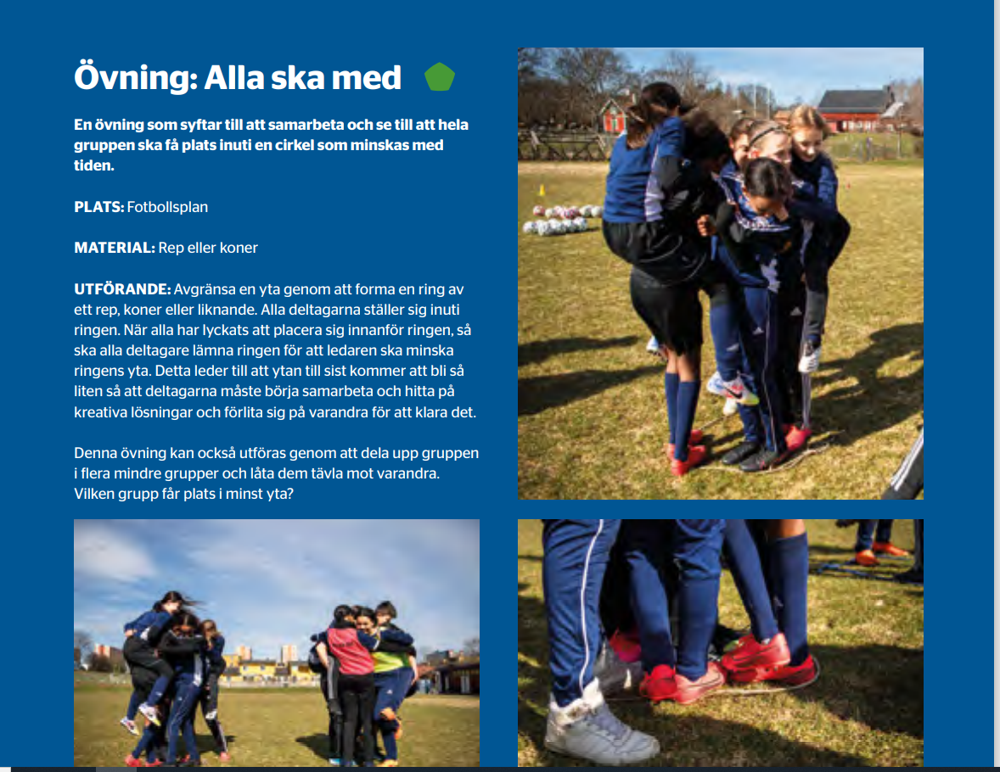 Övning: Alla ska med
En övning som syftar till att samarbeta och se till att hela
gruppen ska få plats inuti en cirkel som minskas med
tiden.
PLATS: Fotbollsplan
MATERIAL: Rep eller koner
UTFÖRANDE: Avgränsa en yta genom att forma en ring av
ett rep, koner eller liknande. Alla deltagarna ställer sig inuti
ringen. När alla har lyckats att placera sig innanför ringen, så
ska alla deltagare lämna ringen för att ledaren ska minska
ringens yta. Detta leder till att ytan till sist kommer att bli så
liten så att deltagarna måste börja samarbeta och hitta på
kreativa lösningar och förlita sig på varandra för att klara det.
Denna övning kan också utföras genom att dela upp gruppen
i flera mindre grupper och låta dem tävla mot varandra.
Vilken grupp får plats i minst yta?